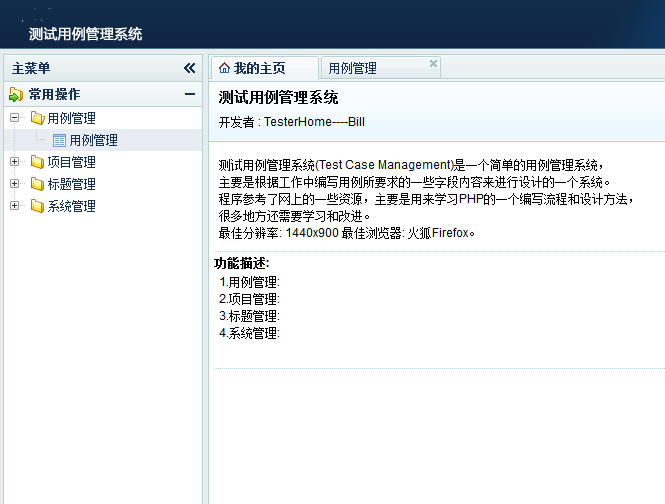 测试用例管理系统
主菜单
常用操作
用例管理
用例管理
项目管理
标题管理
系统管理
我的主页 用例管理
测试用例管理系统
开发者 : TesterHome----Bill
测试用例管理系统(Test Case Management)是一个简单的用例管理系统，
主要是根据工作中编写用例所要求的一些字段内容来进行设计的一个系统。
程序参考了网上的一些资源，主要是用来学习PHP的一个编写流程和设计方法，
很多地方还需要学习和改进。
最佳分辨率: 1440x900 最佳浏览器: 火狐Firefox。
功能描述:
1.用例管理:
2.项目管理:
3.标题管理:
4.系统管理: